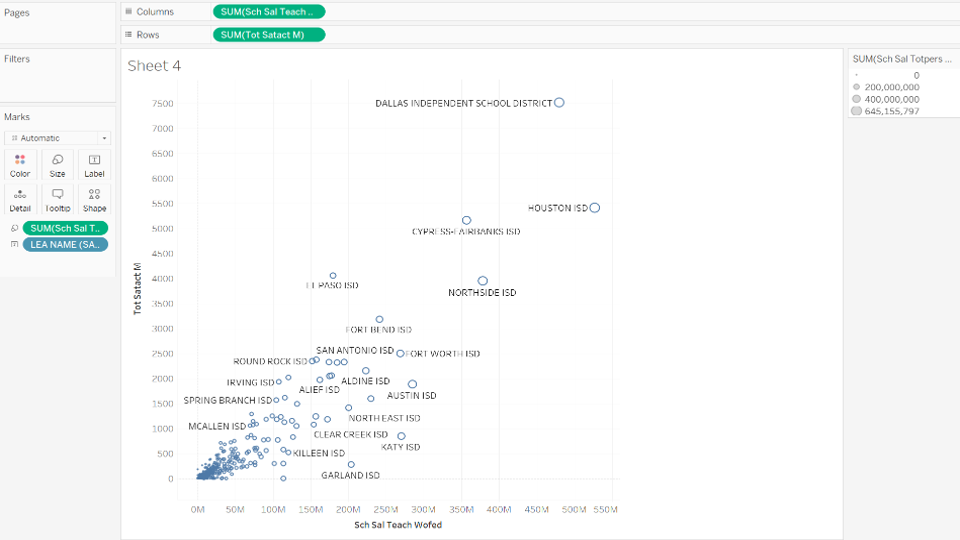 Pages
Columns
SUM(Sch Sal Teach ..
Rows
SUM(Tot Satact M)
Filters
Marks
Automatic
Color
Size
Label
Detail
Tooltip
Shape
SUM(Sch Sal T..
LEA NAME (SA..
Sheet 4
7500
7000
6500
6000
5500
5000
4500
4000
3500
3000
2500
2000
1500
1000
500
0
Tot Satact M
DALLAS INDEPENDENT SCHOOL DISTRICT
HOUSTON ISD
CYPRESS-FAIRBANKS ISD
EL PASO ISD
NORTHSIDE ISD
FORT BEND ISD
SAN ANTONIO ISD
FORT WORTH ISD
ROUND ROCK ISD
IRVING ISD
ALDINE ISD
ALIEF ISD
AUSTIN ISD
SPRING BRANCH ISD
NORTH EAST ISD
MCALLEN ISD
CLEAR CREEK ISD
KATY ISD
KILLEEN ISD
GARLAND ISD
0M 50M 100M 150M 200M 250M 300M 350M 400M 450M 500M 550M
Sch Sal Teach Wofed
SUM(Sch Sal Totpers ...
0
200,000,000
400,000,000
645,155,797